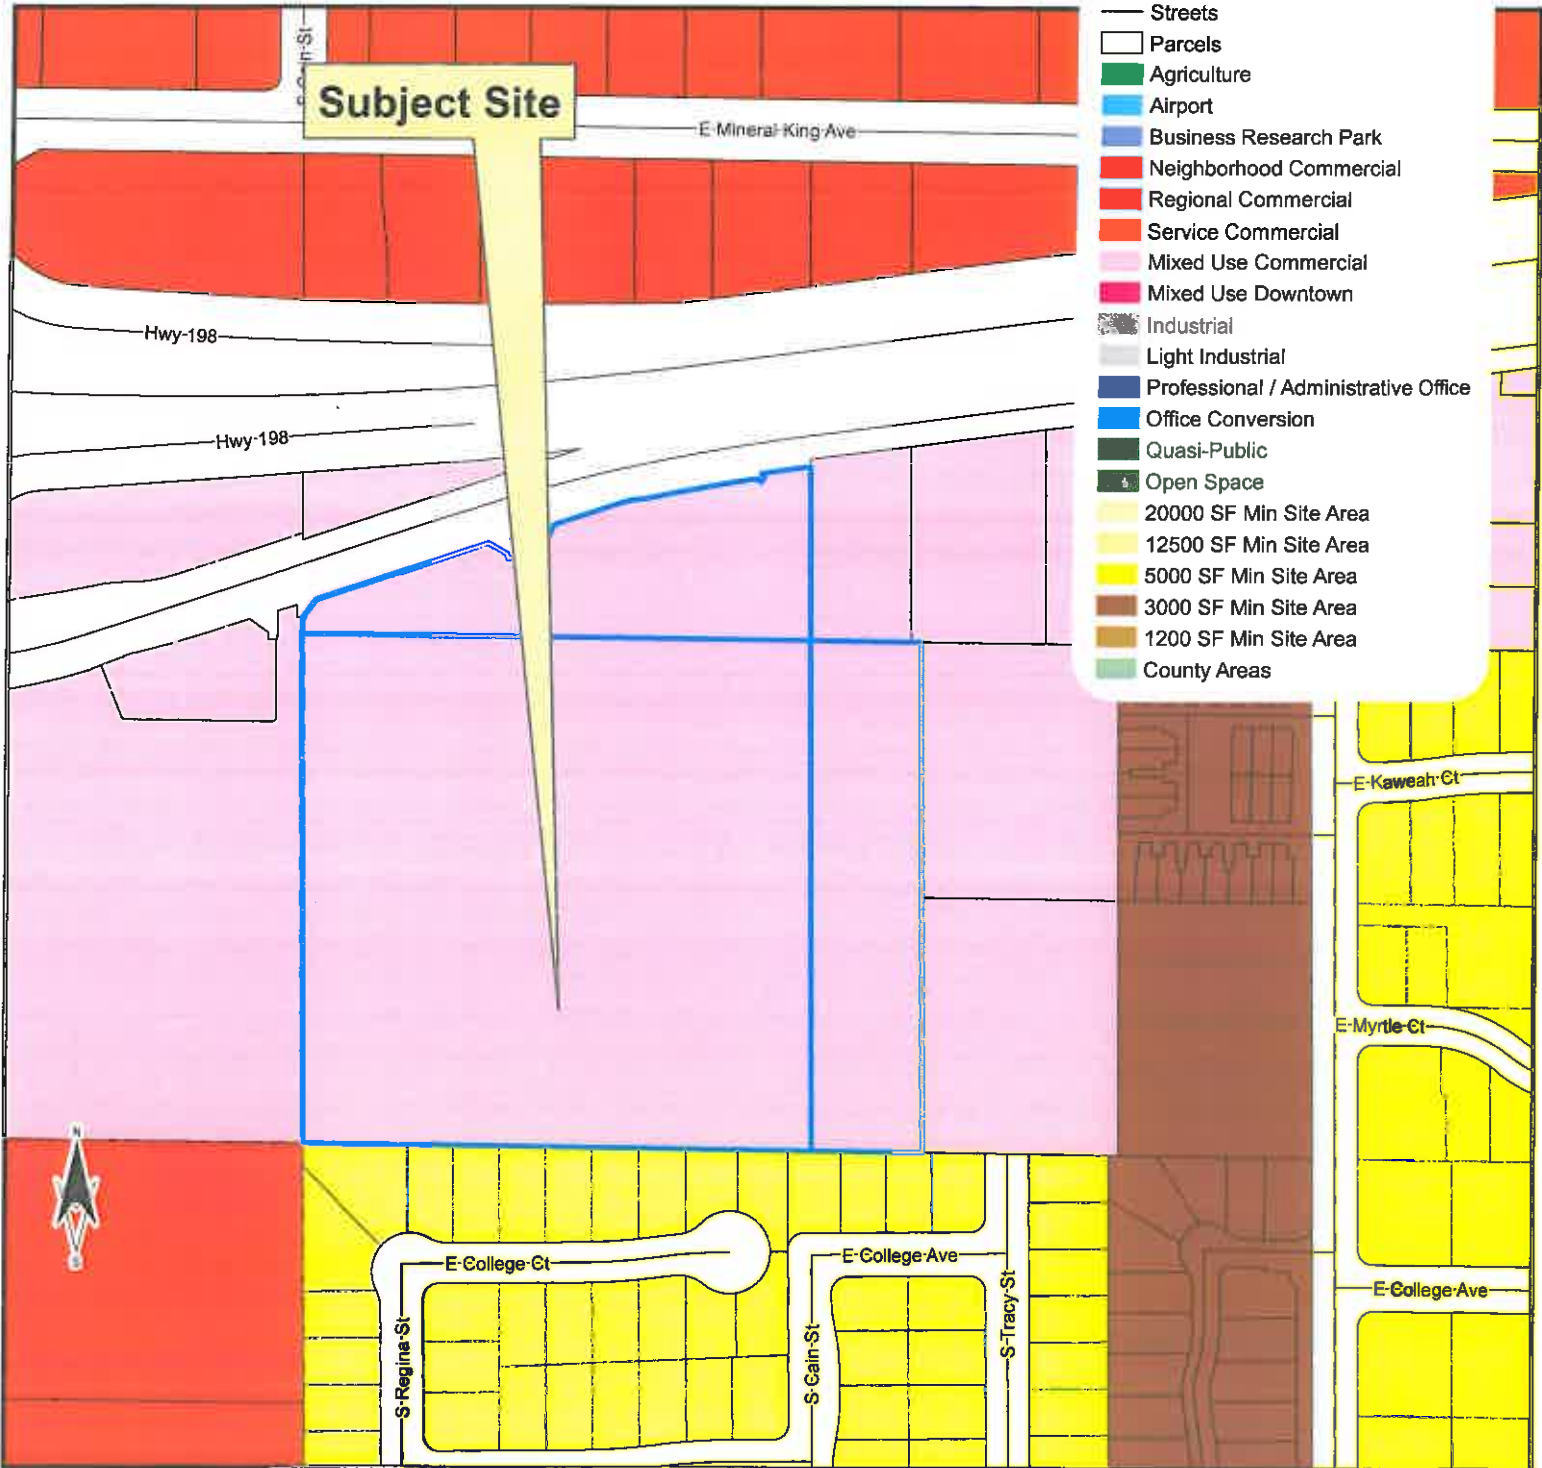 Streets
Parcels
Agriculture
Airport
Business Research Park
Neighborhood Commercial
Regional Commercial
Service Commercial
Mixed Use Commercial
Mixed Use Downtown
Industrial
Light Industrial
Professional / Administrative Office
Office Conversion
Quasi-Public
Open Space
20000 SF Min Site Area
12500 SF Min Site Area
5000 SF Min Site Area
3000 SF Min Site Area
1200 SF Min Site Area
County Areas
Subject Site
E Mineral King Ave
Hwy 198
Hwy 198
E Kaweah Ct
E Myrtle Ct
N
S
E College Ct
E College Ave
E College Ave
S Regina St
S Cain St
S Tracy St